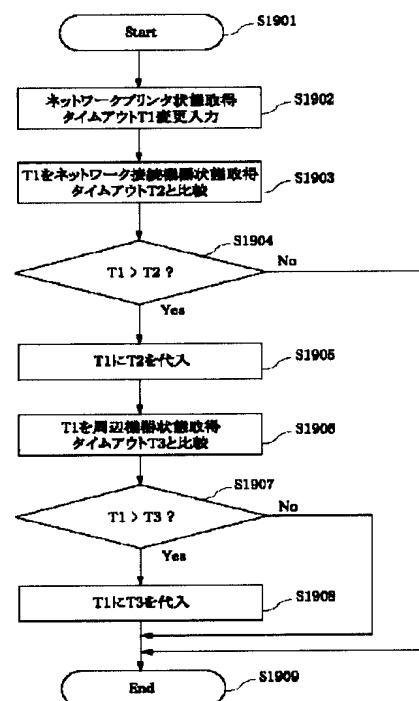 Start
S1901
ネットワークプリンタ状態取得
タイムアウトT1変更入力
S1902
T1をネットワーク接続機器状態取得
タイムアウトT2と比較
S1903
S1904
T1 > T2 ?
No
Yes
T1にT2を代入
S1905
T1を周辺機器状態取得
タイムアウトT3と比較
S1906
S1907
T1 > T3 ?
No
Yes
T1にT3を代入
S1908
End
S1909